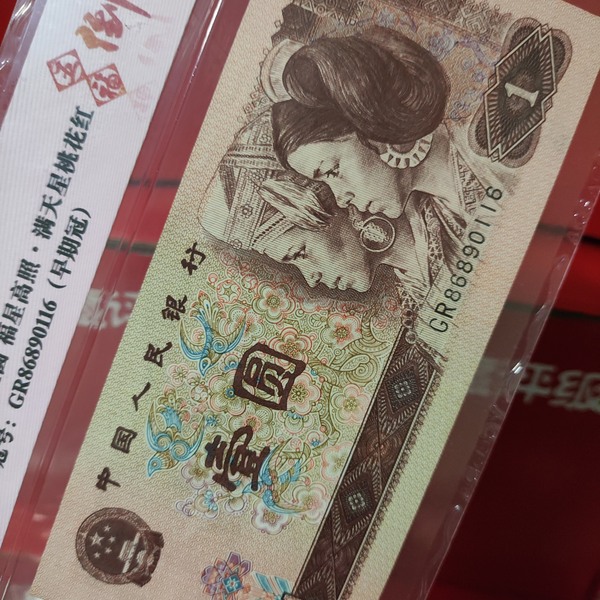 福星高照·满天星桃花红
冠号：GR86890116（早期冠）
中国人民银行
壹圆
1
GR86890116